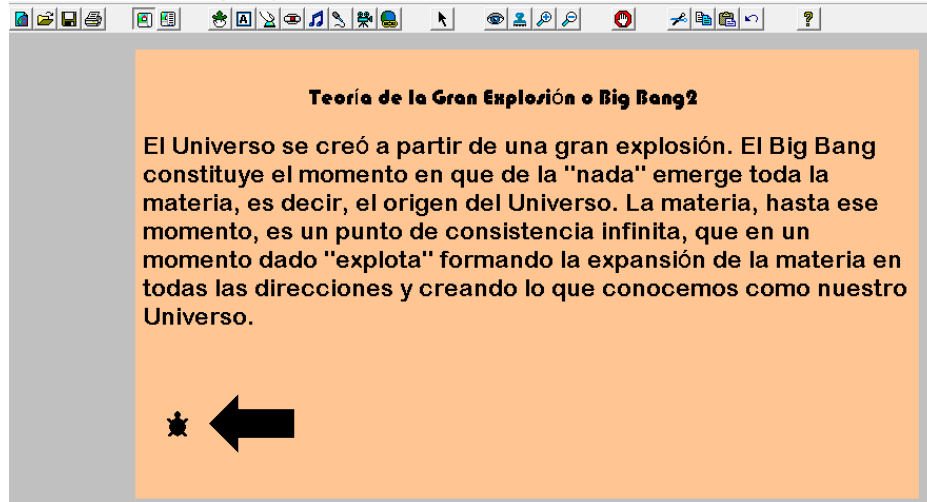 Teoría de la Gran Explosión o Big Bang2
El Universo se creó a partir de una gran explosión. El Big Bang
constituye el momento en que de la "nada" emerge toda la
materia, es decir, el origen del Universo. La materia, hasta ese
momento, es un punto de consistencia infinita, que en un
momento dado "explota" formando la expansión de la materia en
todas las direcciones y creando lo que conocemos como nuestro
Universo.